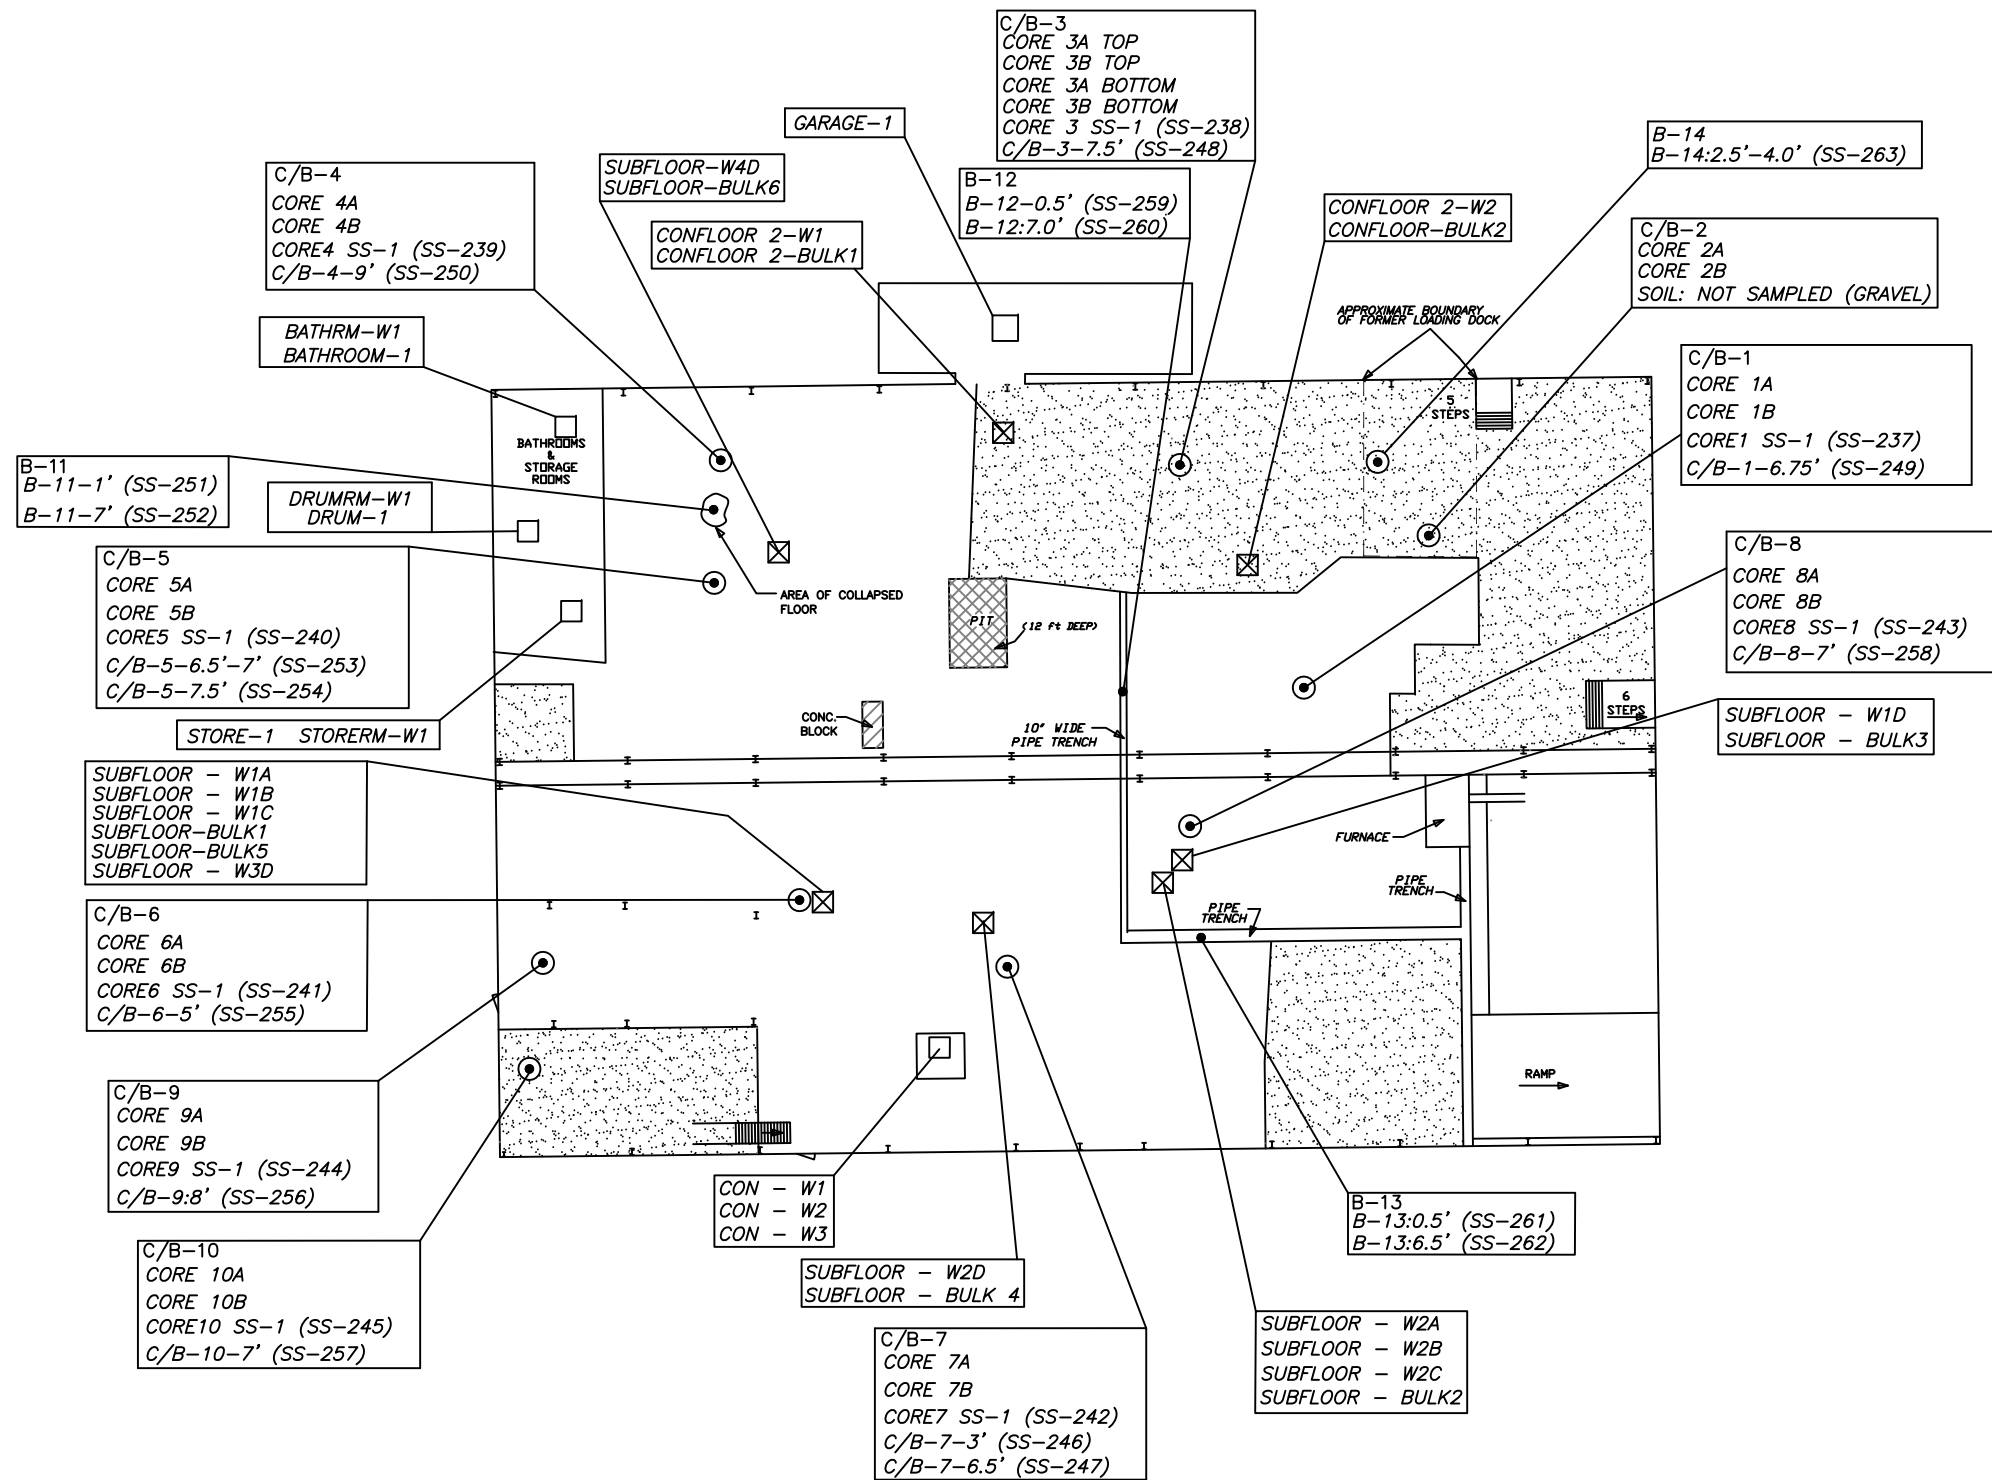 C/B-3
CORE 3A TOP
CORE 3B TOP
CORE 3A BOTTOM
CORE 3B BOTTOM
CORE 3 SS-1 (SS-238)
C/B-3-7.5' (SS-248)
GARAGE-1
B-14
B-14:2.5'-4.0' (SS-263)
C/B-4
CORE 4A
CORE 4B
CORE4 SS-1 (SS-239)
C/B-4-9' (SS-250)
SUBFLOOR-W4D
SUBFLOOR-BULK6
B-12
B-12-0.5' (SS-259)
B-12:7.0' (SS-260)
CONFLOOR 2-W1
CONFLOOR 2-BULK1
CONFLOOR 2-W2
CONFLOOR-BULK2
C/B-2
CORE 2A
CORE 2B
SOIL: NOT SAMPLED (GRAVEL)
BATHRM-W1
BATHROOM-1
APPROXIMATE BOUNDARY
OF FORMER LOADING DOCK
C/B-1
CORE 1A
CORE 1B
CORE1 SS-1 (SS-237)
C/B-1-6.75' (SS-249)
5
STEPS
BATHROOMS
&
STORAGE
ROOMS
B-11
B-11-1' (SS-251)
B-11-7' (SS-252)
DRUMRM-W1
DRUM-1
C/B-5
CORE 5A
CORE 5B
CORE5 SS-1 (SS-240)
C/B-5-6.5'-7' (SS-253)
C/B-5-7.5' (SS-254)
AREA OF COLLAPSED
FLOOR
PIT
(12 ft DEEP)
C/B-8
CORE 8A
CORE 8B
CORE8 SS-1 (SS-243)
C/B-8-7' (SS-258)
STORE-1 STORERM-W1
CONC.
BLOCK
10" WIDE
PIPE TRENCH
6
STEPS
SUBFLOOR - W1D
SUBFLOOR - BULK3
SUBFLOOR - W1A
SUBFLOOR - W1B
SUBFLOOR - W1C
SUBFLOOR-BULK1
SUBFLOOR-BULK5
SUBFLOOR - W3D
FURNACE
PIPE
TRENCH
PIPE
TRENCH
C/B-6
CORE 6A
CORE 6B
CORE6 SS-1 (SS-241)
C/B-6-5' (SS-255)
C/B-9
CORE 9A
CORE 9B
CORE9 SS-1 (SS-244)
C/B-9:8' (SS-256)
RAMP
CON - W1
CON - W2
CON - W3
B-13
B-13:0.5' (SS-261)
B-13:6.5' (SS-262)
C/B-10
CORE 10A
CORE 10B
CORE10 SS-1 (SS-245)
C/B-10-7' (SS-257)
SUBFLOOR - W2D
SUBFLOOR - BULK 4
C/B-7
CORE 7A
CORE 7B
CORE7 SS-1 (SS-242)
C/B-7-3' (SS-246)
C/B-7-6.5' (SS-247)
SUBFLOOR - W2A
SUBFLOOR - W2B
SUBFLOOR - W2C
SUBFLOOR - BULK2